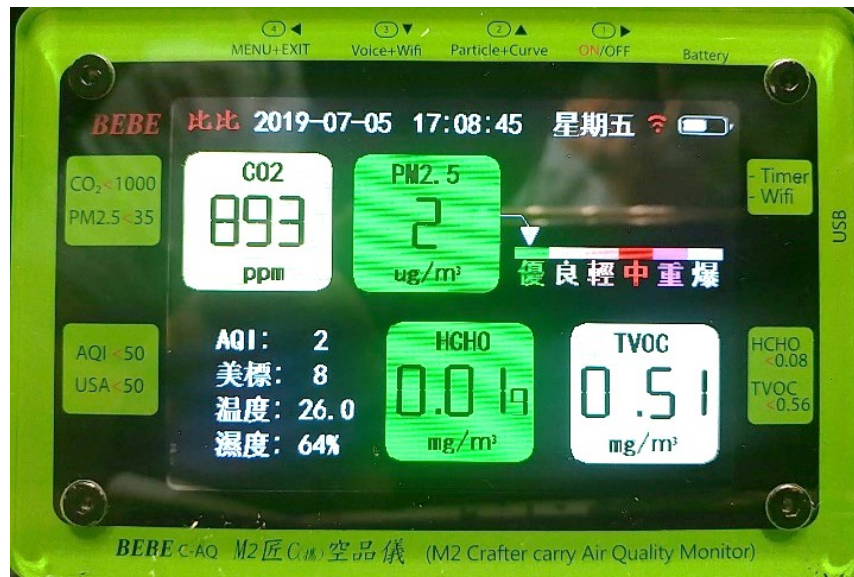 4 ◀ 3 ▼ 2 ▲ 1 ▶
MENU+EXIT Voice+Wifi Particle+Curve ON/OFF Battery
BEBE 比比 2019-07-05 17:08:45 星期五
CO₂<1000
PM2.5<35
CO2
893
ppm
PM2.5
2
ug/m³
優良輕中重爆
- Timer
- Wifi
USB
AQI<50
USA<50
AQI: 2
美標: 8
温度: 26.0
濕度: 64%
HCHO
0.019
mg/m³
TVOC
0.51
mg/m³
HCHO
<0.08
TVOC
<0.56
BEBE C-AQ M2匠C(攜)空品儀 (M2 Crafter carry Air Quality Monitor)